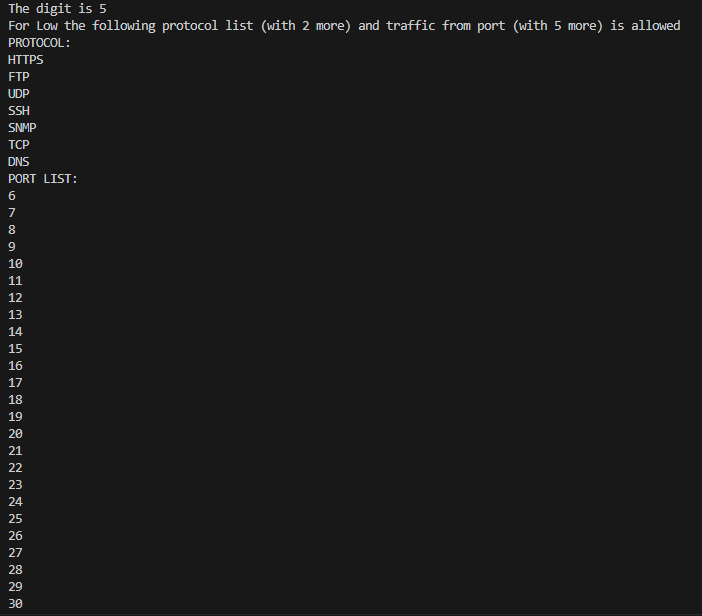 The digit is 5
For Low the following protocol list (with 2 more) and traffic from port (with 5 more) is allowed
PROTOCOL:
HTTPS
FTP
UDP
SSH
SNMP
TCP
DNS
PORT LIST:
6
7
8
9
10
11
12
13
14
15
16
17
18
19
20
21
22
23
24
25
26
27
28
29
30